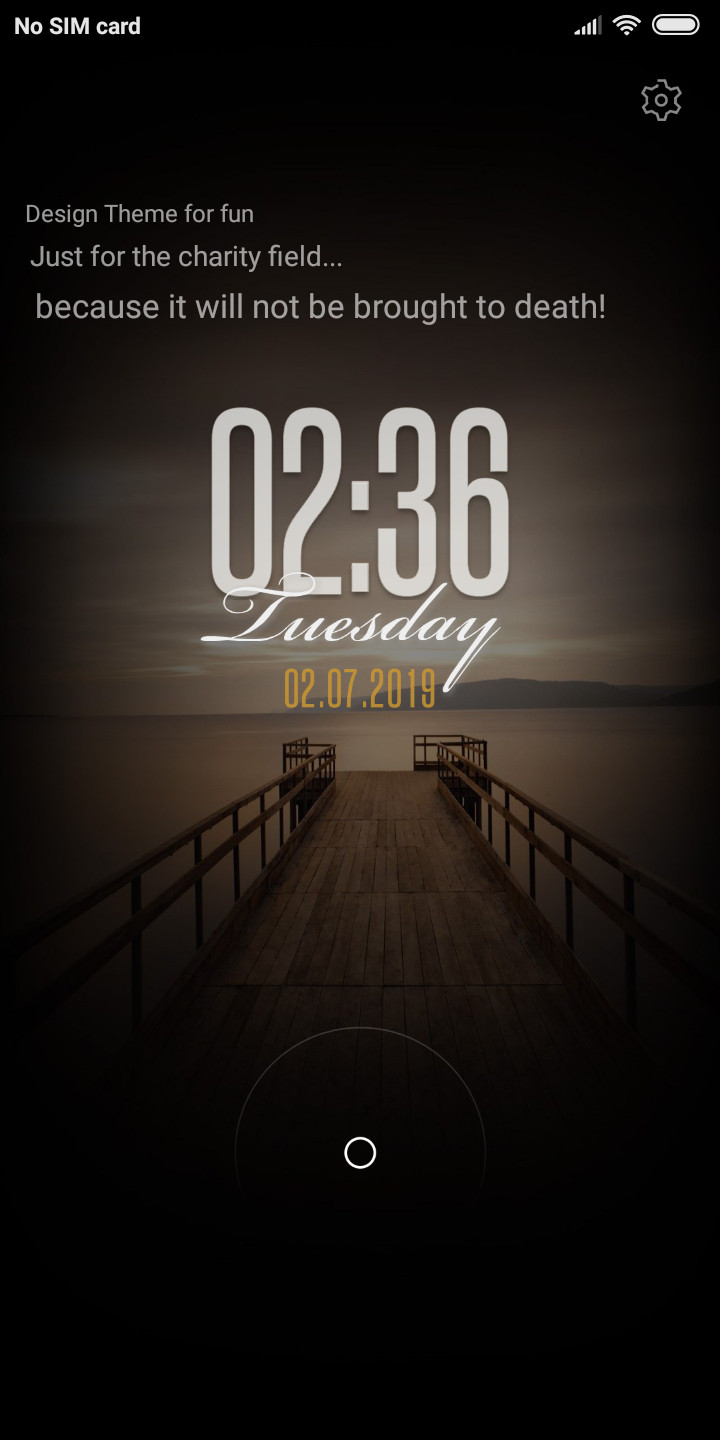 No SIM card
Design Theme for fun
Just for the charity field...
because it will not be brought to death!
02:36
Tuesday
02.07.2019